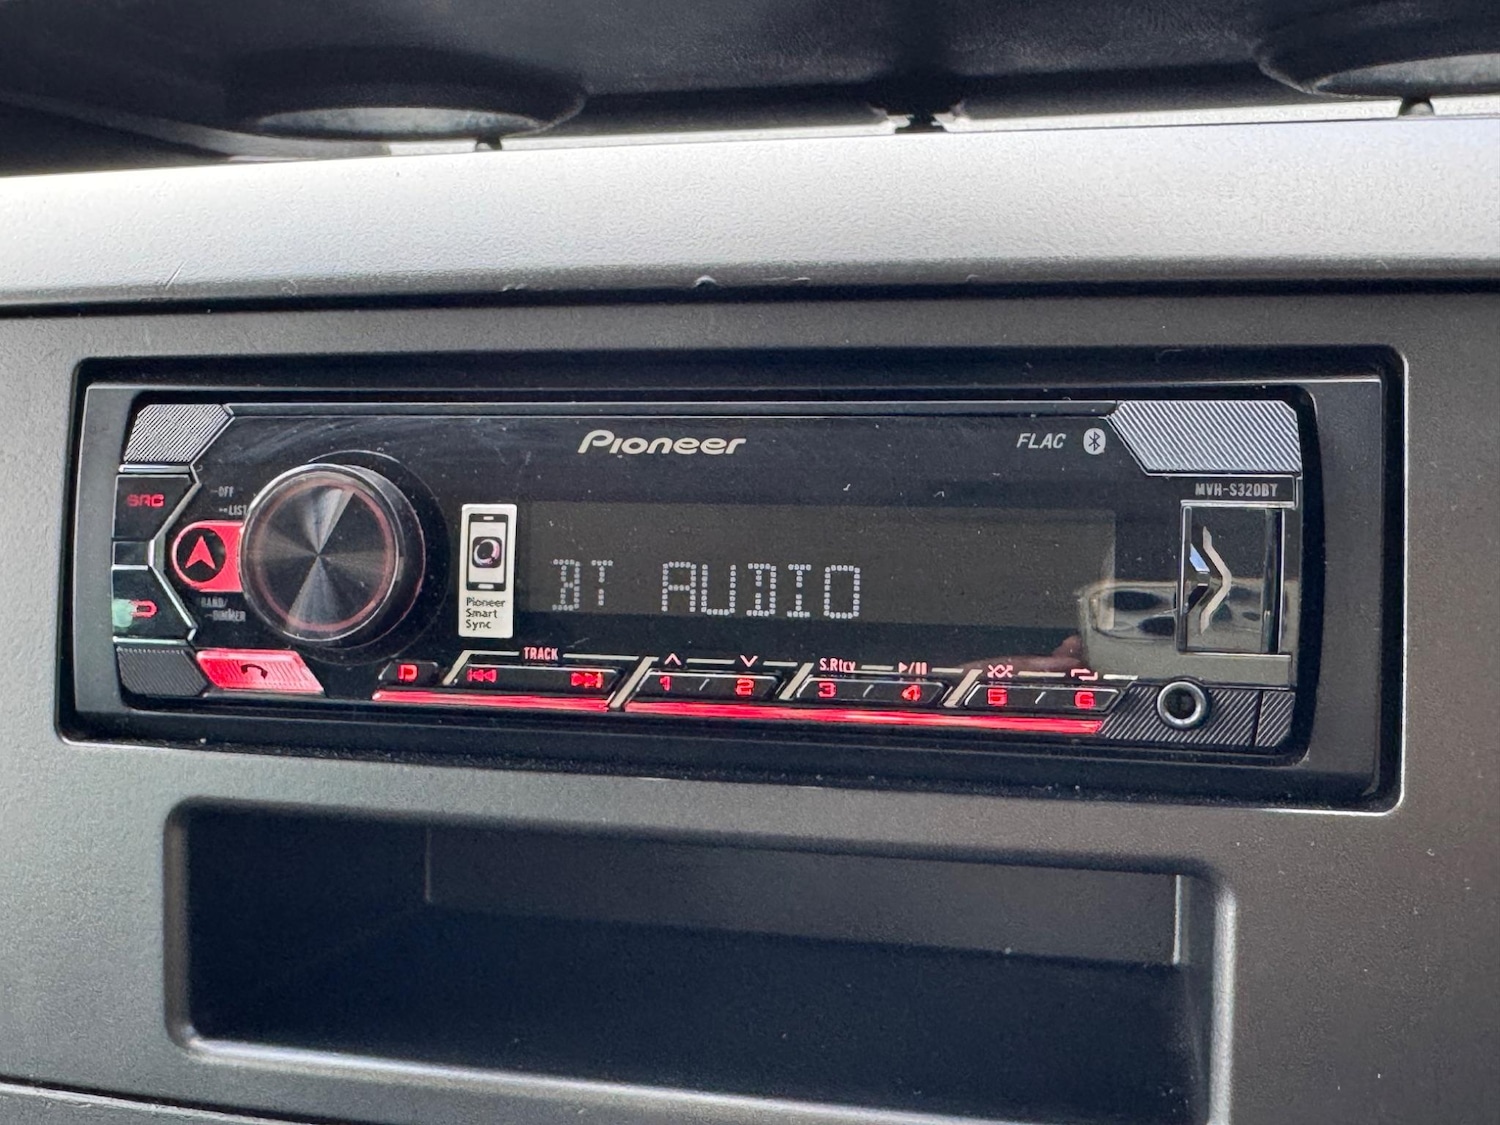 Pioneer
FLAC
MVH-S320BT
SRC
OFF
LIST
Pioneer
Smart
Sync
BT AUDIO
BAND/
DIMMER
TRACK
S.Rtrv
D
1 / 2
3 / 4
5 / 6